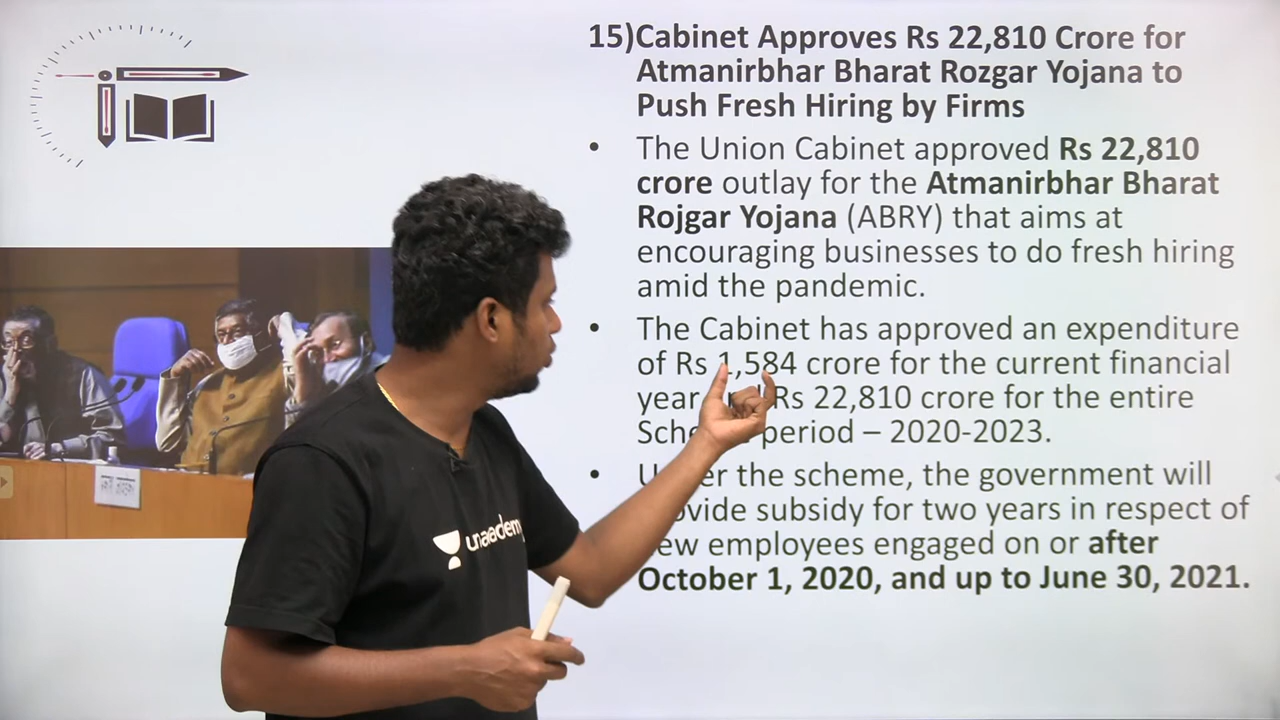 15)Cabinet Approves Rs 22,810 Crore for
Atmanirbhar Bharat Rozgar Yojana to
Push Fresh Hiring by Firms
• The Union Cabinet approved Rs 22,810
crore outlay for the Atmanirbhar Bharat
Rojgar Yojana (ABRY) that aims at
encouraging businesses to do fresh hiring
amid the pandemic.
• The Cabinet has approved an expenditure
of Rs 1,584 crore for the current financial
year Rs 22,810 crore for the entire
period – 2020-2023.
• the scheme, the government will
subsidy for two years in respect of
employees engaged on or after
October 1, 2020, and up to June 30, 2021.
unacademy